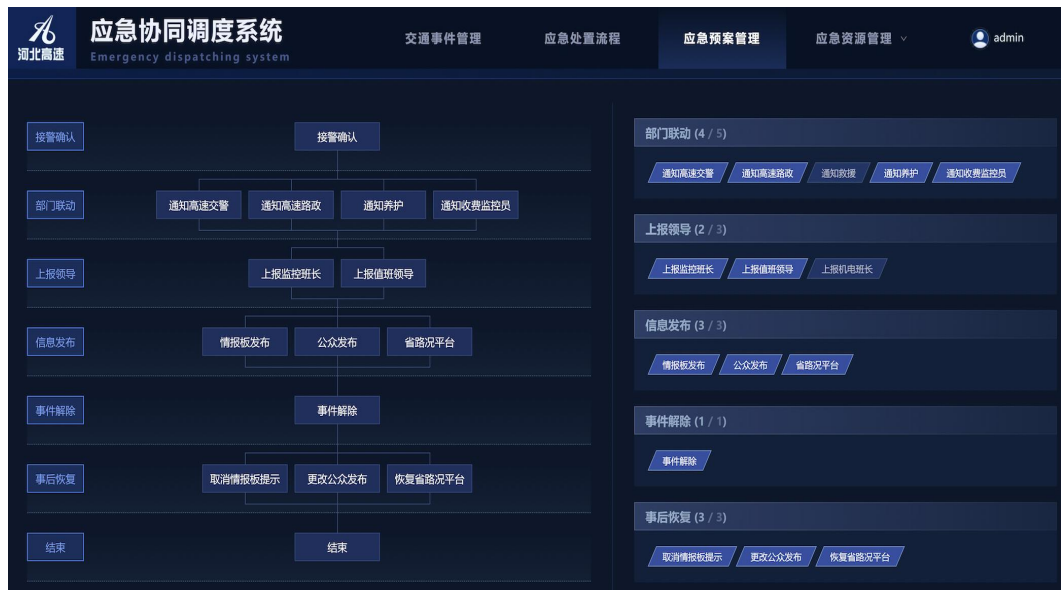 河北高速
应急协同调度系统
Emergency dispatching system
交通事件管理 应急处置流程 应急预案管理 应急资源管理 admin
接警确认 接警确认
部门联动 通知高速交警 通知高速路政 通知养护 通知收费监控员
上报领导 上报监控班长 上报值班领导
信息发布 情报板发布 公众发布 省路况平台
事件解除 事件解除
事后恢复 取消情报板提示 更改公众发布 恢复省路况平台
结束 结束
部门联动 (4 / 5)
通知高速交警 通知高速路政 通知救援 通知养护 通知收费监控员
上报领导 (2 / 3)
上报监控班长 上报值班领导 上报机电班长
信息发布 (3 / 3)
情报板发布 公众发布 省路况平台
事件解除 (1 / 1)
事件解除
事后恢复 (3 / 3)
取消情报板提示 更改公众发布 恢复省路况平台